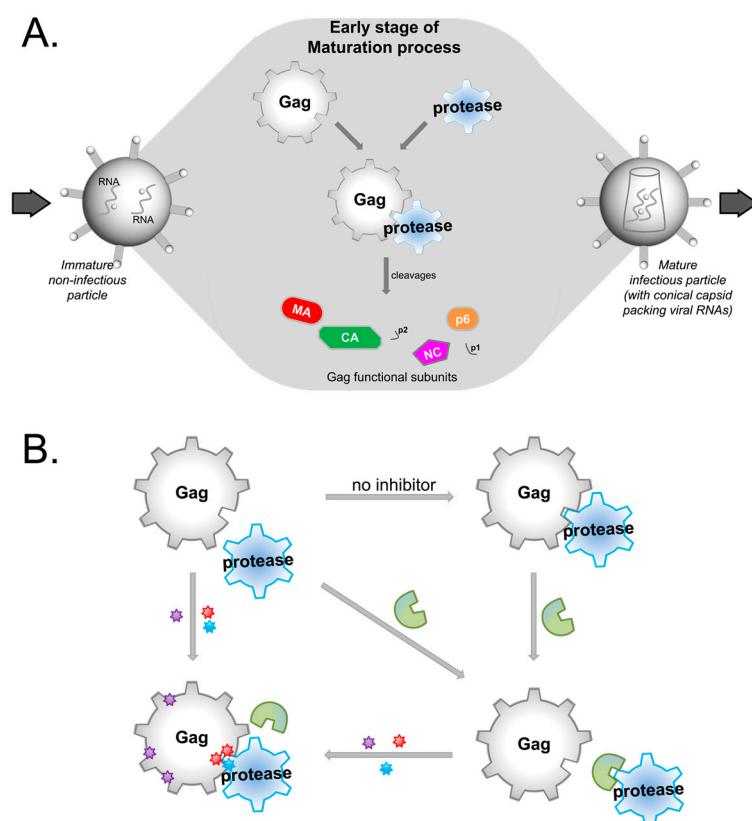 A.
Early stage of
Maturation process
Gag
protease
RNA
RNA
Gag
protease
Immature
non-infectious
particle
cleavages
Mature
infectious particle
(with conical capsid
packing viral RNAs)
MA
CA
p2
p6
NC
p1
Gag functional subunits
B.
Gag
no inhibitor
Gag
protease
protease
Gag
protease
Gag
protease